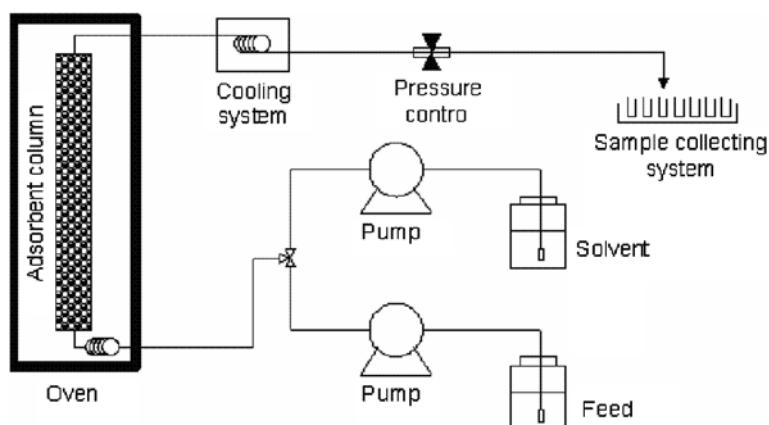 Adsorbent column
Cooling
system
Pressure
contro
Sample collecting
system
Pump
Solvent
Pump
Oven
Feed